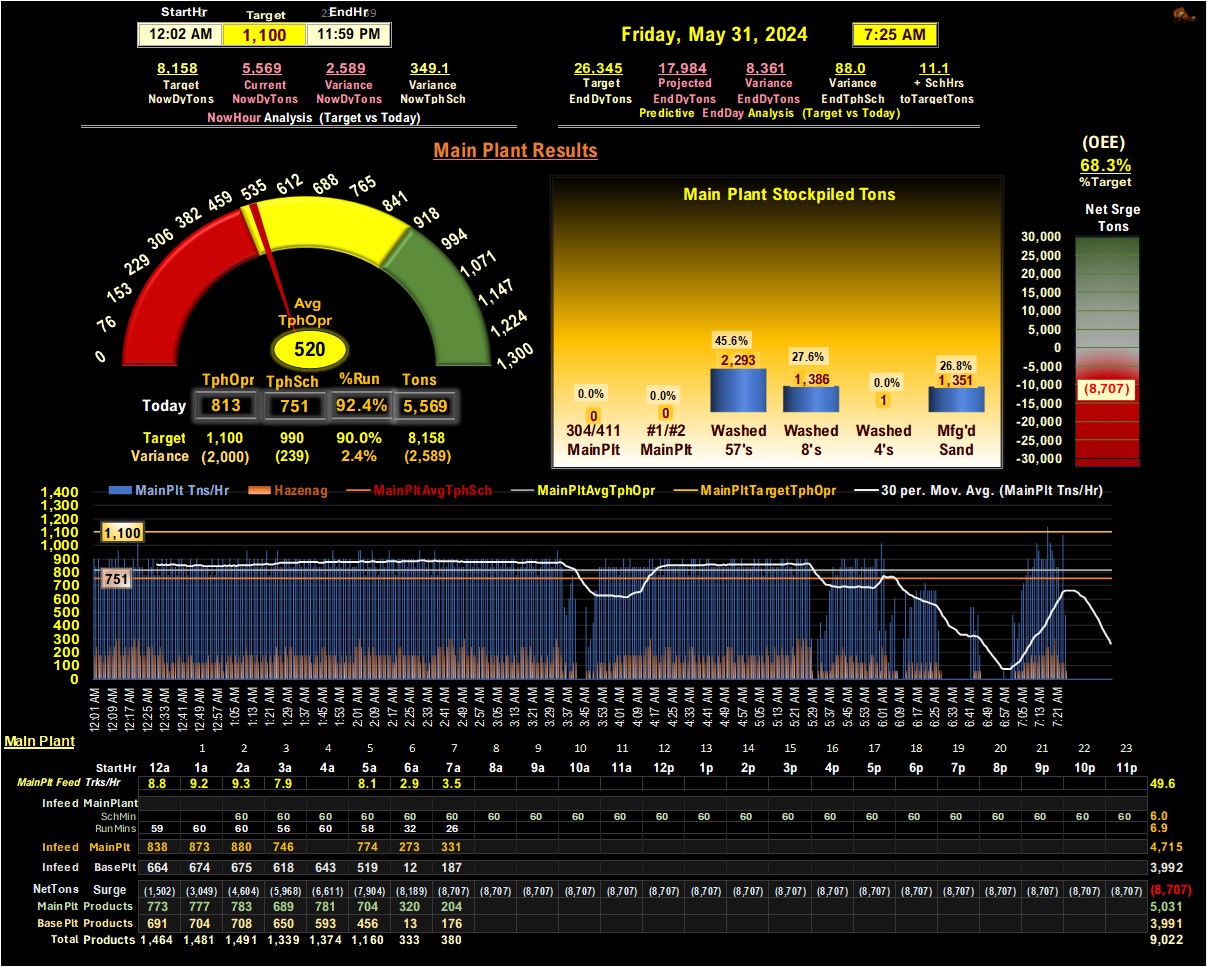 StartHr Target EndHr
12:02 AM 1,100 11:59 PM
Friday, May 31, 2024 7:25 AM
8,158 5,569 2,589 349.1
Target Current Variance Variance
NowDyTons NowDyTons NowDyTons NowTphSch
NowHour Analysis (Target vs Today)
26,345 17,984 8,361 88.0 11.1
Target Projected Variance Variance + SchHrs
EndDyTons EndDyTons EndDyTons EndTphSch toTargetTons
Predictive EndDay Analysis (Target vs Today)
Main Plant Results
(OEE)
68.3%
%Target
0 76 153 229 306 382 459 535 612 688 765 841 918 994 1,071 1,147 1,224 1,300
Avg
TphOpr
520
TphOpr TphSch %Run Tons
Today 813 751 92.4% 5,569
Target 1,100 990 90.0% 8,158
Variance (2,000) (239) 2.4% (2,589)
Main Plant Stockpiled Tons
0.0% 0.0% 45.6% 27.6% 0.0% 26.8%
0 0 2,293 1,386 1 1,351
304/411 #1/#2 Washed Washed Washed Mfg'd
MainPlt MainPlt 57's 8's 4's Sand
Net Srge
Tons
30,000
25,000
20,000
15,000
10,000
5,000
0
-5,000
-10,000
-15,000
-20,000
-25,000
-30,000
(8,707)
MainPlt Tns/Hr Hazenag MainPltAvgTphSch MainPltAvgTphOpr MainPltTargetTphOpr 30 per. Mov. Avg. (MainPlt Tns/Hr)
1,400
1,300
1,200
1,100
1,000
900
800
700
600
500
400
300
200
100
0
1,100
751
12:01 AM 12:09 AM 12:17 AM 12:25 AM 12:33 AM 12:41 AM 12:49 AM 12:57 AM 1:05 AM 1:13 AM 1:21 AM 1:29 AM 1:37 AM 1:45 AM 1:53 AM 2:01 AM 2:09 AM 2:17 AM 2:25 AM 2:33 AM 2:41 AM 2:49 AM 2:57 AM 3:05 AM 3:13 AM 3:21 AM 3:29 AM 3:37 AM 3:45 AM 3:53 AM 4:01 AM 4:09 AM 4:17 AM 4:25 AM 4:33 AM 4:41 AM 4:49 AM 4:57 AM 5:05 AM 5:13 AM 5:21 AM 5:29 AM 5:37 AM 5:45 AM 5:53 AM 6:01 AM 6:09 AM 6:17 AM 6:25 AM 6:33 AM 6:41 AM 6:49 AM 6:57 AM 7:05 AM 7:13 AM 7:21 AM
Main Plant
1 2 3 4 5 6 7 8 9 10 11 12 13 14 15 16 17 18 19 20 21 22 23
StartHr 12a 1a 2a 3a 4a 5a 6a 7a 8a 9a 10a 11a 12p 1p 2p 3p 4p 5p 6p 7p 8p 9p 10p 11p
MainPlt Feed Trks/Hr 8.8 9.2 9.3 7.9 8.1 2.9 3.5 49.6
Infeed MainPlant
SchMin 60 60 60 60 60 60 60 60 60 60 60 60 60 60 60 60 60 60 60 60 60 60 6.0
RunMins 59 60 60 56 60 58 32 26 6.9
Infeed MainPlt 838 873 880 746 774 273 331 4,715
Infeed BasePlt 664 674 675 618 643 519 12 187 3,992
NetTons Surge (1,502) (3,049) (4,604) (5,968) (6,611) (7,904) (8,189) (8,707) (8,707) (8,707) (8,707) (8,707) (8,707) (8,707) (8,707) (8,707) (8,707) (8,707) (8,707) (8,707) (8,707) (8,707) (8,707) (8,707) (8,707)
MainPlt Products 773 777 783 689 781 704 320 204 5,031
BasePlt Products 691 704 708 650 593 456 13 176 3,991
Total Products 1,464 1,481 1,491 1,339 1,374 1,160 333 380 9,022